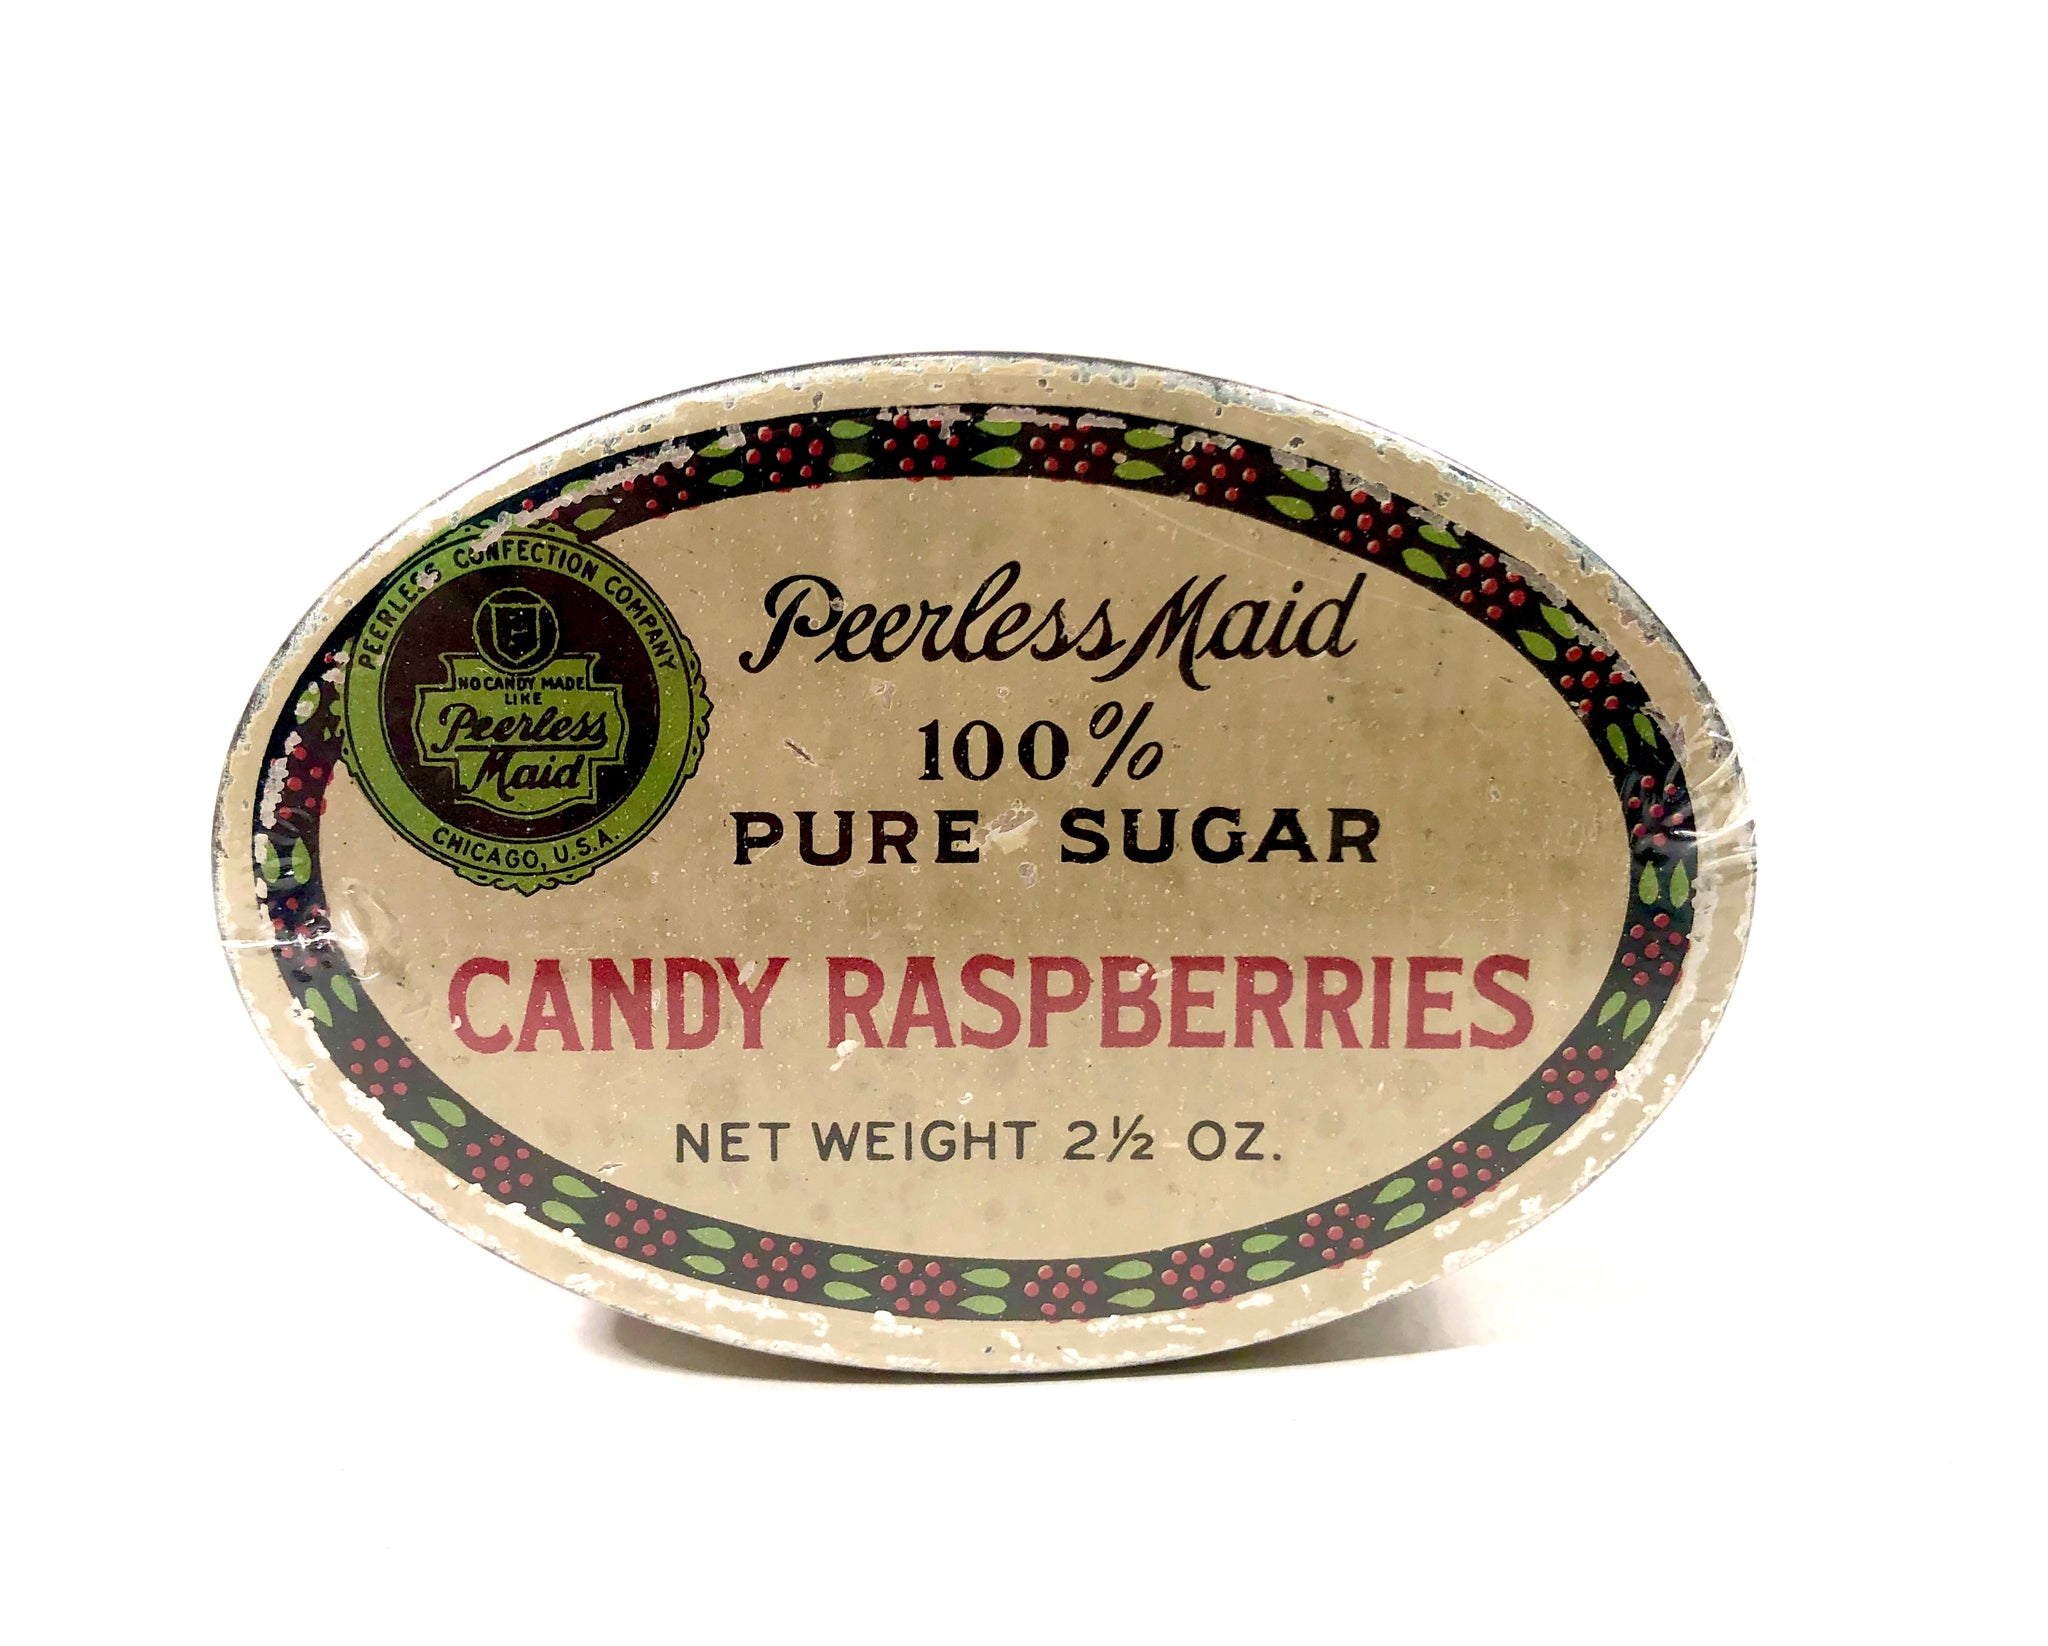 PEERLESS CONFECTION COMPANY
NO CANDY MADE
LIKE
Peerless
Maid
CHICAGO, U.S.A.
Peerless Maid
100%
PURE SUGAR
CANDY RASPBERRIES
NET WEIGHT 2½ OZ.